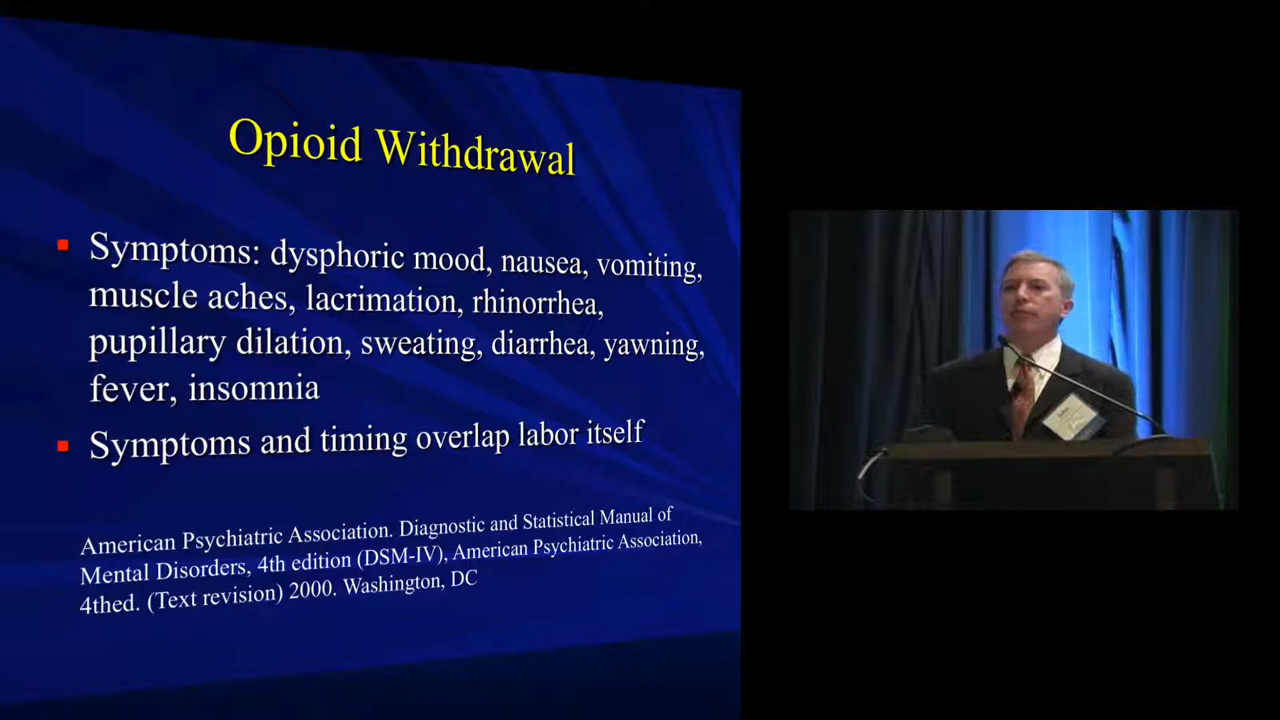 Opioid Withdrawal
Symptoms: dysphoric mood, nausea, vomiting,
muscle aches, lacrimation, rhinorrhea,
pupillary dilation, sweating, diarrhea, yawning,
fever, insomnia
Symptoms and timing overlap labor itself
American Psychiatric Association. Diagnostic and Statistical Manual of
Mental Disorders, 4th edition (DSM-IV), American Psychiatric Association,
4thed. (Text revision) 2000. Washington, DC